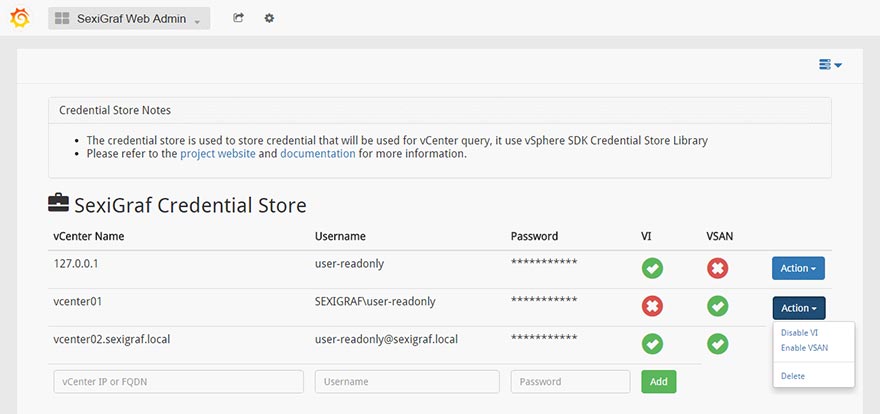 SexiGraf Web Admin
Credential Store Notes
The credential store is used to store credential that will be used for vCenter query, it use vSphere SDK Credential Store Library
Please refer to the project website and documentation for more information.
SexiGraf Credential Store
vCenter Name Username Password VI VSAN
127.0.0.1 user-readonly *********** Action
vcenter01 SEXIGRAF\user-readonly *********** Action
Disable VI
Enable VSAN
Delete
vcenter02.sexigraf.local user-readonly@sexigraf.local ***********
vCenter IP or FQDN Username Password Add